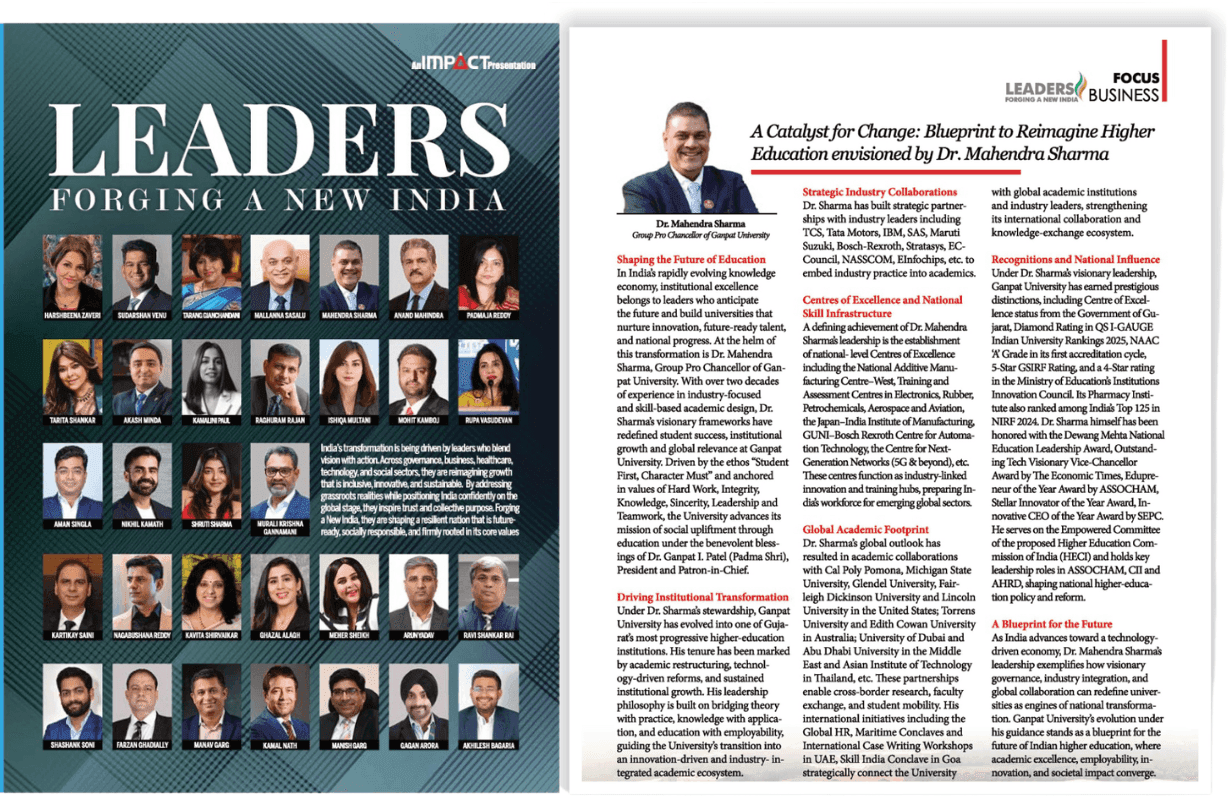 An IMPACT Presentation
LEADERS
FORGING A NEW INDIA
HARSHBEENA ZAVERI
SUDARSHAN VENU
TARANG GIANCHANDANI
MALLANNA SASALU
MAHENDRA SHARMA
ANAND MAHINDRA
PADMAJA REDDY
TARITA SHANKAR
AKASH MINDA
KAMALINI PAUL
RAGHURAM RAJAN
ISHIQA MULTANI
MOHIT KAMBOJ
RUPA VASUDEVAN
AMAN SINGLA
NIKHIL KAMATH
SHRUTI SHARMA
MURALI KRISHNA
GANNAMANI
India's transformation is being driven by leaders who blend
vision with action. Across governance, business, healthcare,
technology, and social sectors, they are reimagining growth
that is inclusive, innovative, and sustainable. By addressing
grassroots realities while positioning India confidently on the
global stage, they inspire trust and collective purpose. Forging
a New India, they are shaping a resilient nation that is future-
ready, socially responsible, and firmly rooted in its core values
KARTIKAY SAINI
NAGABUSHANA REDDY
KAVITA SHIRVAIKAR
GHAZAL ALAGH
MEHER SHEIKH
ARUN YADAV
RAVI SHANKAR RAI
SHASHANK SONI
FARZAN GHADIALLY
MANAV GARG
KAMAL NATH
MANISH GARG
GAGAN ARORA
AKHILESH BAGARIA
LEADERS
FORGING A NEW INDIA
FOCUS
BUSINESS
A Catalyst for Change: Blueprint to Reimagine Higher
Education envisioned by Dr. Mahendra Sharma
Dr. Mahendra Sharma
Group Pro Chancellor of Ganpat University
Shaping the Future of Education
In India's rapidly evolving knowledge
economy, institutional excellence
belongs to leaders who anticipate
the future and build universities that
nurture innovation, future-ready talent,
and national progress. At the helm of
this transformation is Dr. Mahendra
Sharma, Group Pro Chancellor of Gan-
pat University. With over two decades
of experience in industry-focused
and skill-based academic design, Dr.
Sharma's visionary frameworks have
redefined student success, institutional
growth and global relevance at Ganpat
University. Driven by the ethos "Student
First, Character Must" and anchored
in values of Hard Work, Integrity,
Knowledge, Sincerity, Leadership and
Teamwork, the University advances its
mission of social upliftment through
education under the benevolent bless-
ings of Dr. Ganpat I. Patel (Padma Shri),
President and Patron-in-Chief.
Driving Institutional Transformation
Under Dr. Sharma's stewardship, Ganpat
University has evolved into one of Guja-
rat's most progressive higher-education
institutions. His tenure has been marked
by academic restructuring, technol-
ogy-driven reforms, and sustained
institutional growth. His leadership
philosophy is built on bridging theory
with practice, knowledge with applica-
tion, and education with employability,
guiding the University's transition into
an innovation-driven and industry- in-
tegrated academic ecosystem.
Strategic Industry Collaborations
Dr. Sharma has built strategic partner-
ships with industry leaders including
TCS, Tata Motors, IBM, SAS, Maruti
Suzuki, Bosch-Rexroth, Stratasys, EC-
Council, NASSCOM, EInfochips, etc. to
embed industry practice into academics.
Centres of Excellence and National
Skill Infrastructure
A defining achievement of Dr. Mahendra
Sharma's leadership is the establishment
of national- level Centres of Excellence
including the National Additive Manu-
facturing Centre–West, Training and
Assessment Centres in Electronics, Rubber,
Petrochemicals, Aerospace and Aviation,
the Japan–India Institute of Manufacturing,
GUNI–Bosch Rexroth Centre for Automa-
tion Technology, the Centre for Next-
Generation Networks (5G & beyond), etc.
These centres function as industry-linked
innovation and training hubs, preparing In-
dia's workforce for emerging global sectors.
Global Academic Footprint
Dr. Sharma's global outlook has
resulted in academic collaborations
with Cal Poly Pomona, Michigan State
University, Glendel University, Fair-
leigh Dickinson University and Lincoln
University in the United States; Torrens
University and Edith Cowan University
in Australia; University of Dubai and
Abu Dhabi University in the Middle
East and Asian Institute of Technology
in Thailand, etc. These partnerships
enable cross-border research, faculty
exchange, and student mobility. His
international initiatives including the
Global HR, Maritime Conclaves and
International Case Writing Workshops
in UAE, Skill India Conclave in Goa
strategically connect the University
with global academic institutions
and industry leaders, strengthening
its international collaboration and
knowledge-exchange ecosystem.
Recognitions and National Influence
Under Dr. Sharma's visionary leadership,
Ganpat University has earned prestigious
distinctions, including Centre of Excel-
lence status from the Government of Gu-
jarat, Diamond Rating in QS I-GAUGE
Indian University Rankings 2025, NAAC
'A' Grade in its first accreditation cycle,
5-Star GSIRF Rating, and a 4-Star rating
in the Ministry of Education's Institutions
Innovation Council. Its Pharmacy Insti-
tute also ranked among India's Top 125 in
NIRF 2024. Dr. Sharma himself has been
honored with the Dewang Mehta National
Education Leadership Award, Outstand-
ing Tech Visionary Vice-Chancellor
Award by The Economic Times, Edupre-
neur of the Year Award by ASSOCHAM,
Stellar Innovator of the Year Award, In-
novative CEO of the Year Award by SEPC.
He serves on the Empowered Committee
of the proposed Higher Education Com-
mission of India (HECI) and holds key
leadership roles in ASSOCHAM, CII and
AHRD, shaping national higher-educa-
tion policy and reform.
A Blueprint for the Future
As India advances toward a technology-
driven economy, Dr. Mahendra Sharma's
leadership exemplifies how visionary
governance, industry integration, and
global collaboration can redefine univer-
sities as engines of national transforma-
tion. Ganpat University's evolution under
his guidance stands as a blueprint for the
future of Indian higher education, where
academic excellence, employability, in-
novation, and societal impact converge.